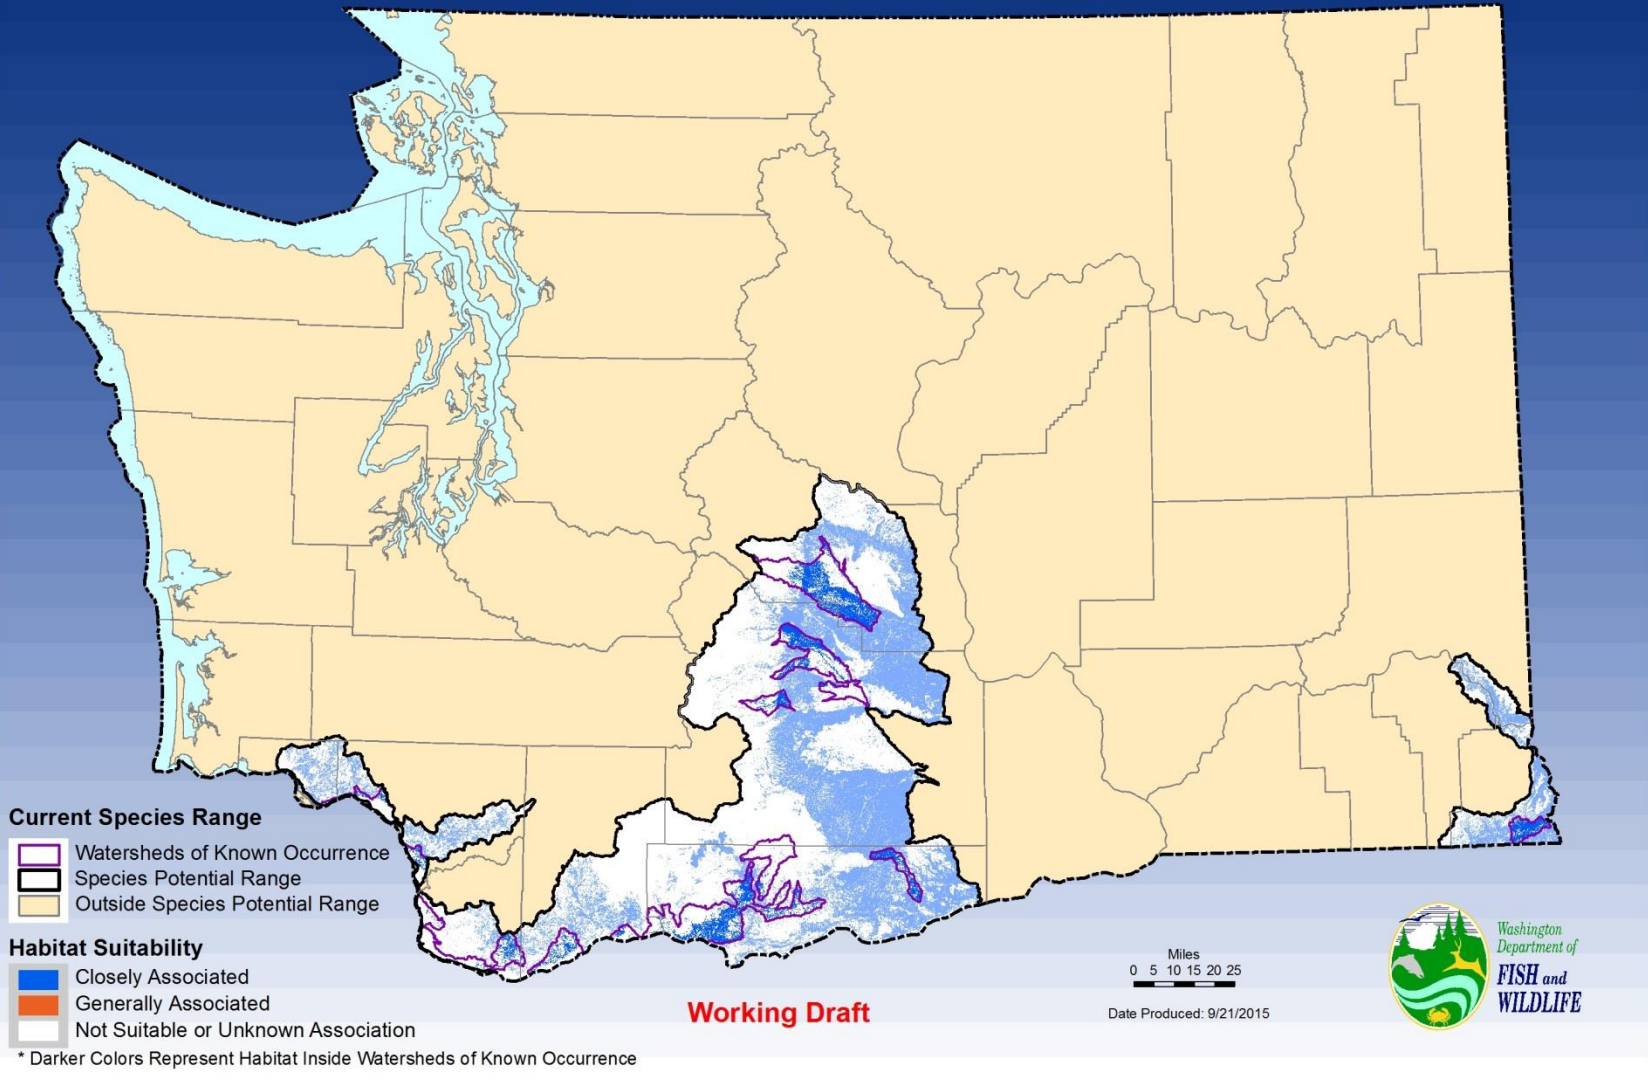 Current Species Range
Watersheds of Known Occurrence
Species Potential Range
Outside Species Potential Range
Habitat Suitability
Closely Associated
Generally Associated
Not Suitable or Unknown Association
* Darker Colors Represent Habitat Inside Watersheds of Known Occurrence
Working Draft
Miles
0 5 10 15 20 25
Date Produced: 9/21/2015
Washington
Department of
FISH and
WILDLIFE